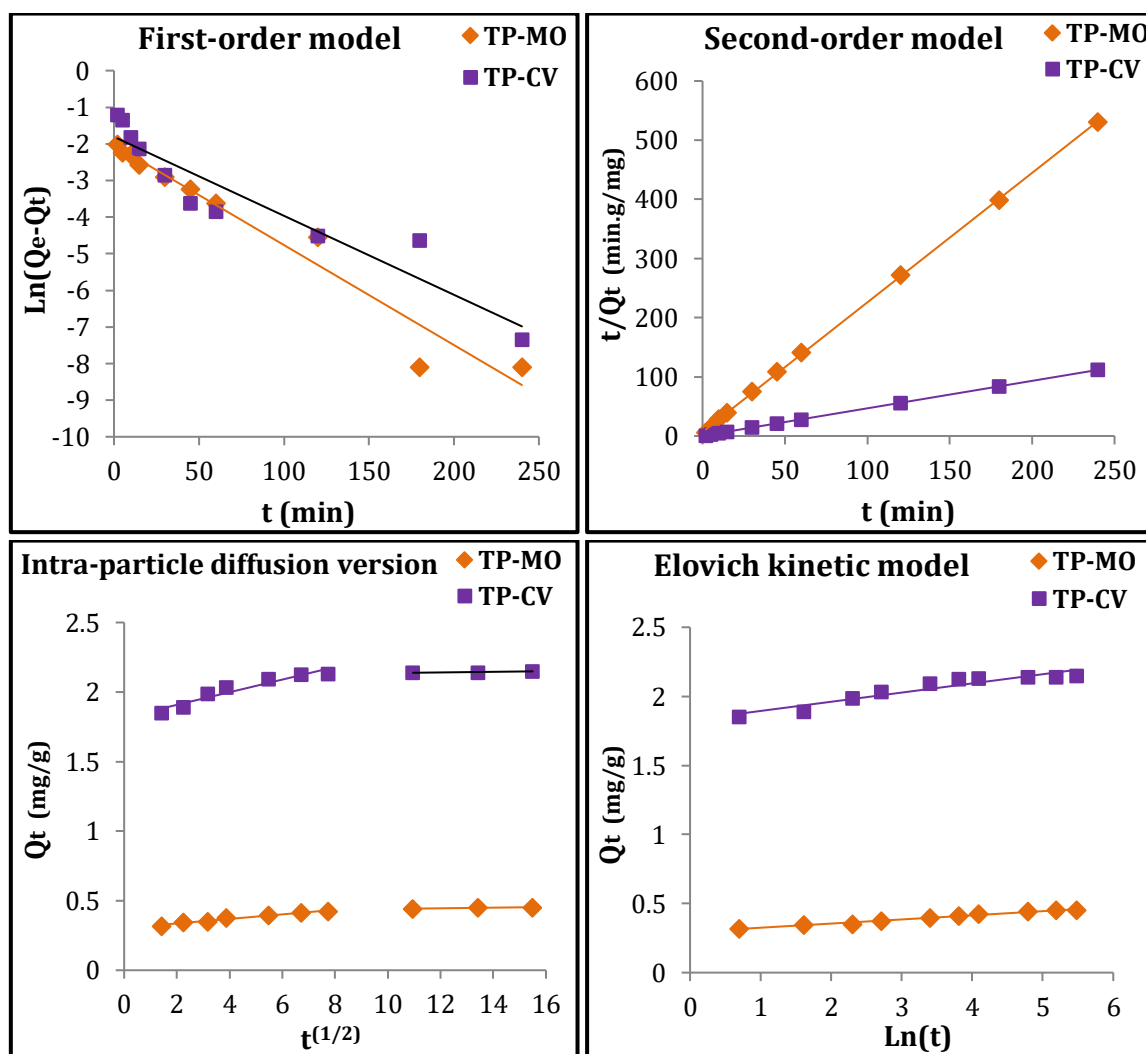 First-order model
TP-MO
TP-CV
0
-1
-2
-3
-4
-5
-6
-7
-8
-9
-10
Ln(Qe-Qt)
0 50 100 150 200 250
t (min)
Second-order model
TP-MO
TP-CV
600
500
400
300
200
100
0
t/Qt (min.g/mg)
0 50 100 150 200 250
t (min)
Intra-particle diffusion version
TP-MO
TP-CV
2.5
2
1.5
1
0.5
0
Qt (mg/g)
0 2 4 6 8 10 12 14 16
t(1/2)
Elovich kinetic model
TP-MO
TP-CV
2.5
2
1.5
1
0.5
0
Qt (mg/g)
0 1 2 3 4 5 6
Ln(t)